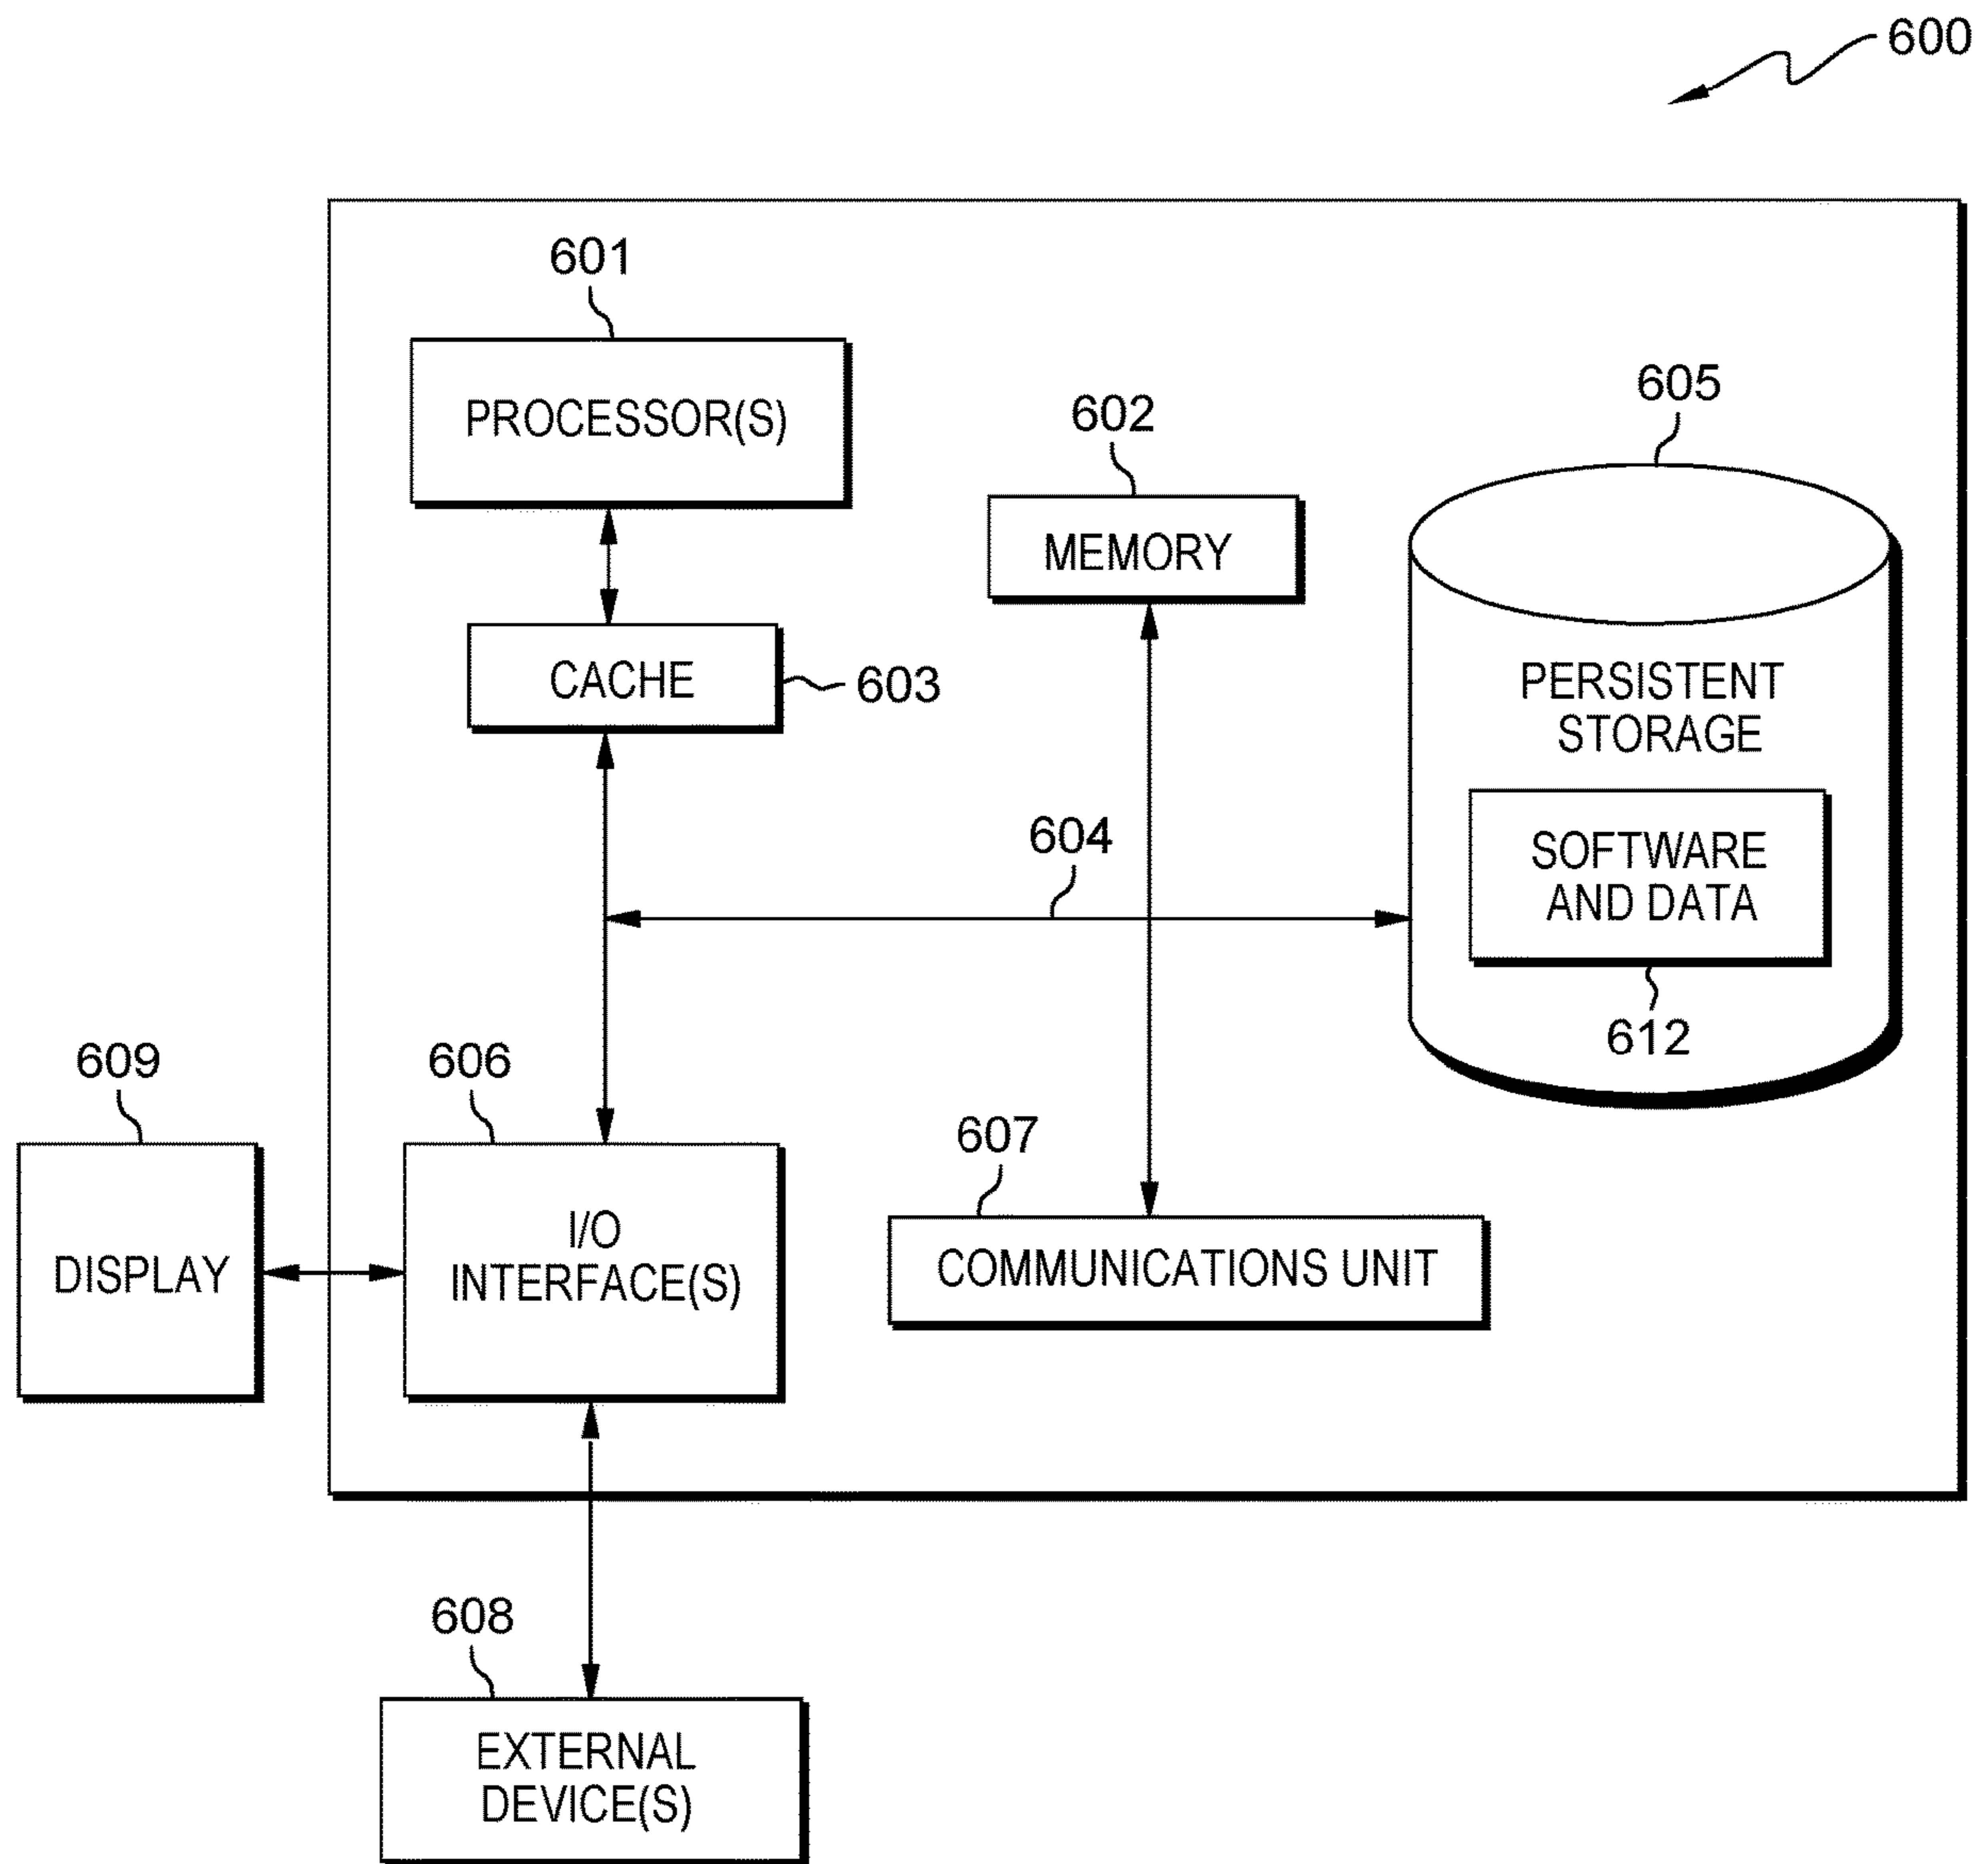 600
601
PROCESSOR(S)
602
MEMORY
605
CACHE
603
PERSISTENT
STORAGE
604
SOFTWARE
AND DATA
612
609
DISPLAY
606
I/O
INTERFACE(S)
607
COMMUNICATIONS UNIT
608
EXTERNAL
DEVICE(S)